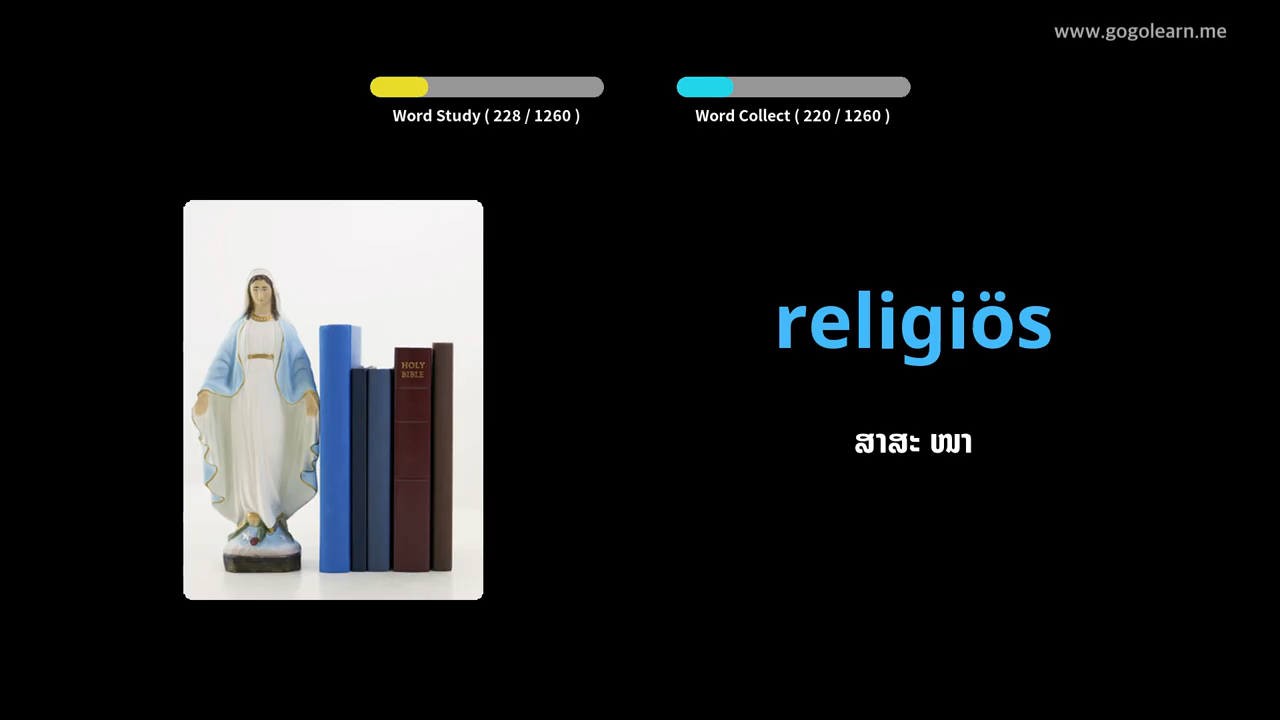 www.gogolearn.me
Word Study ( 228 / 1260 )
Word Collect ( 220 / 1260 )
HOLY
BIBLE
religiös
ສາສະ ໜາ